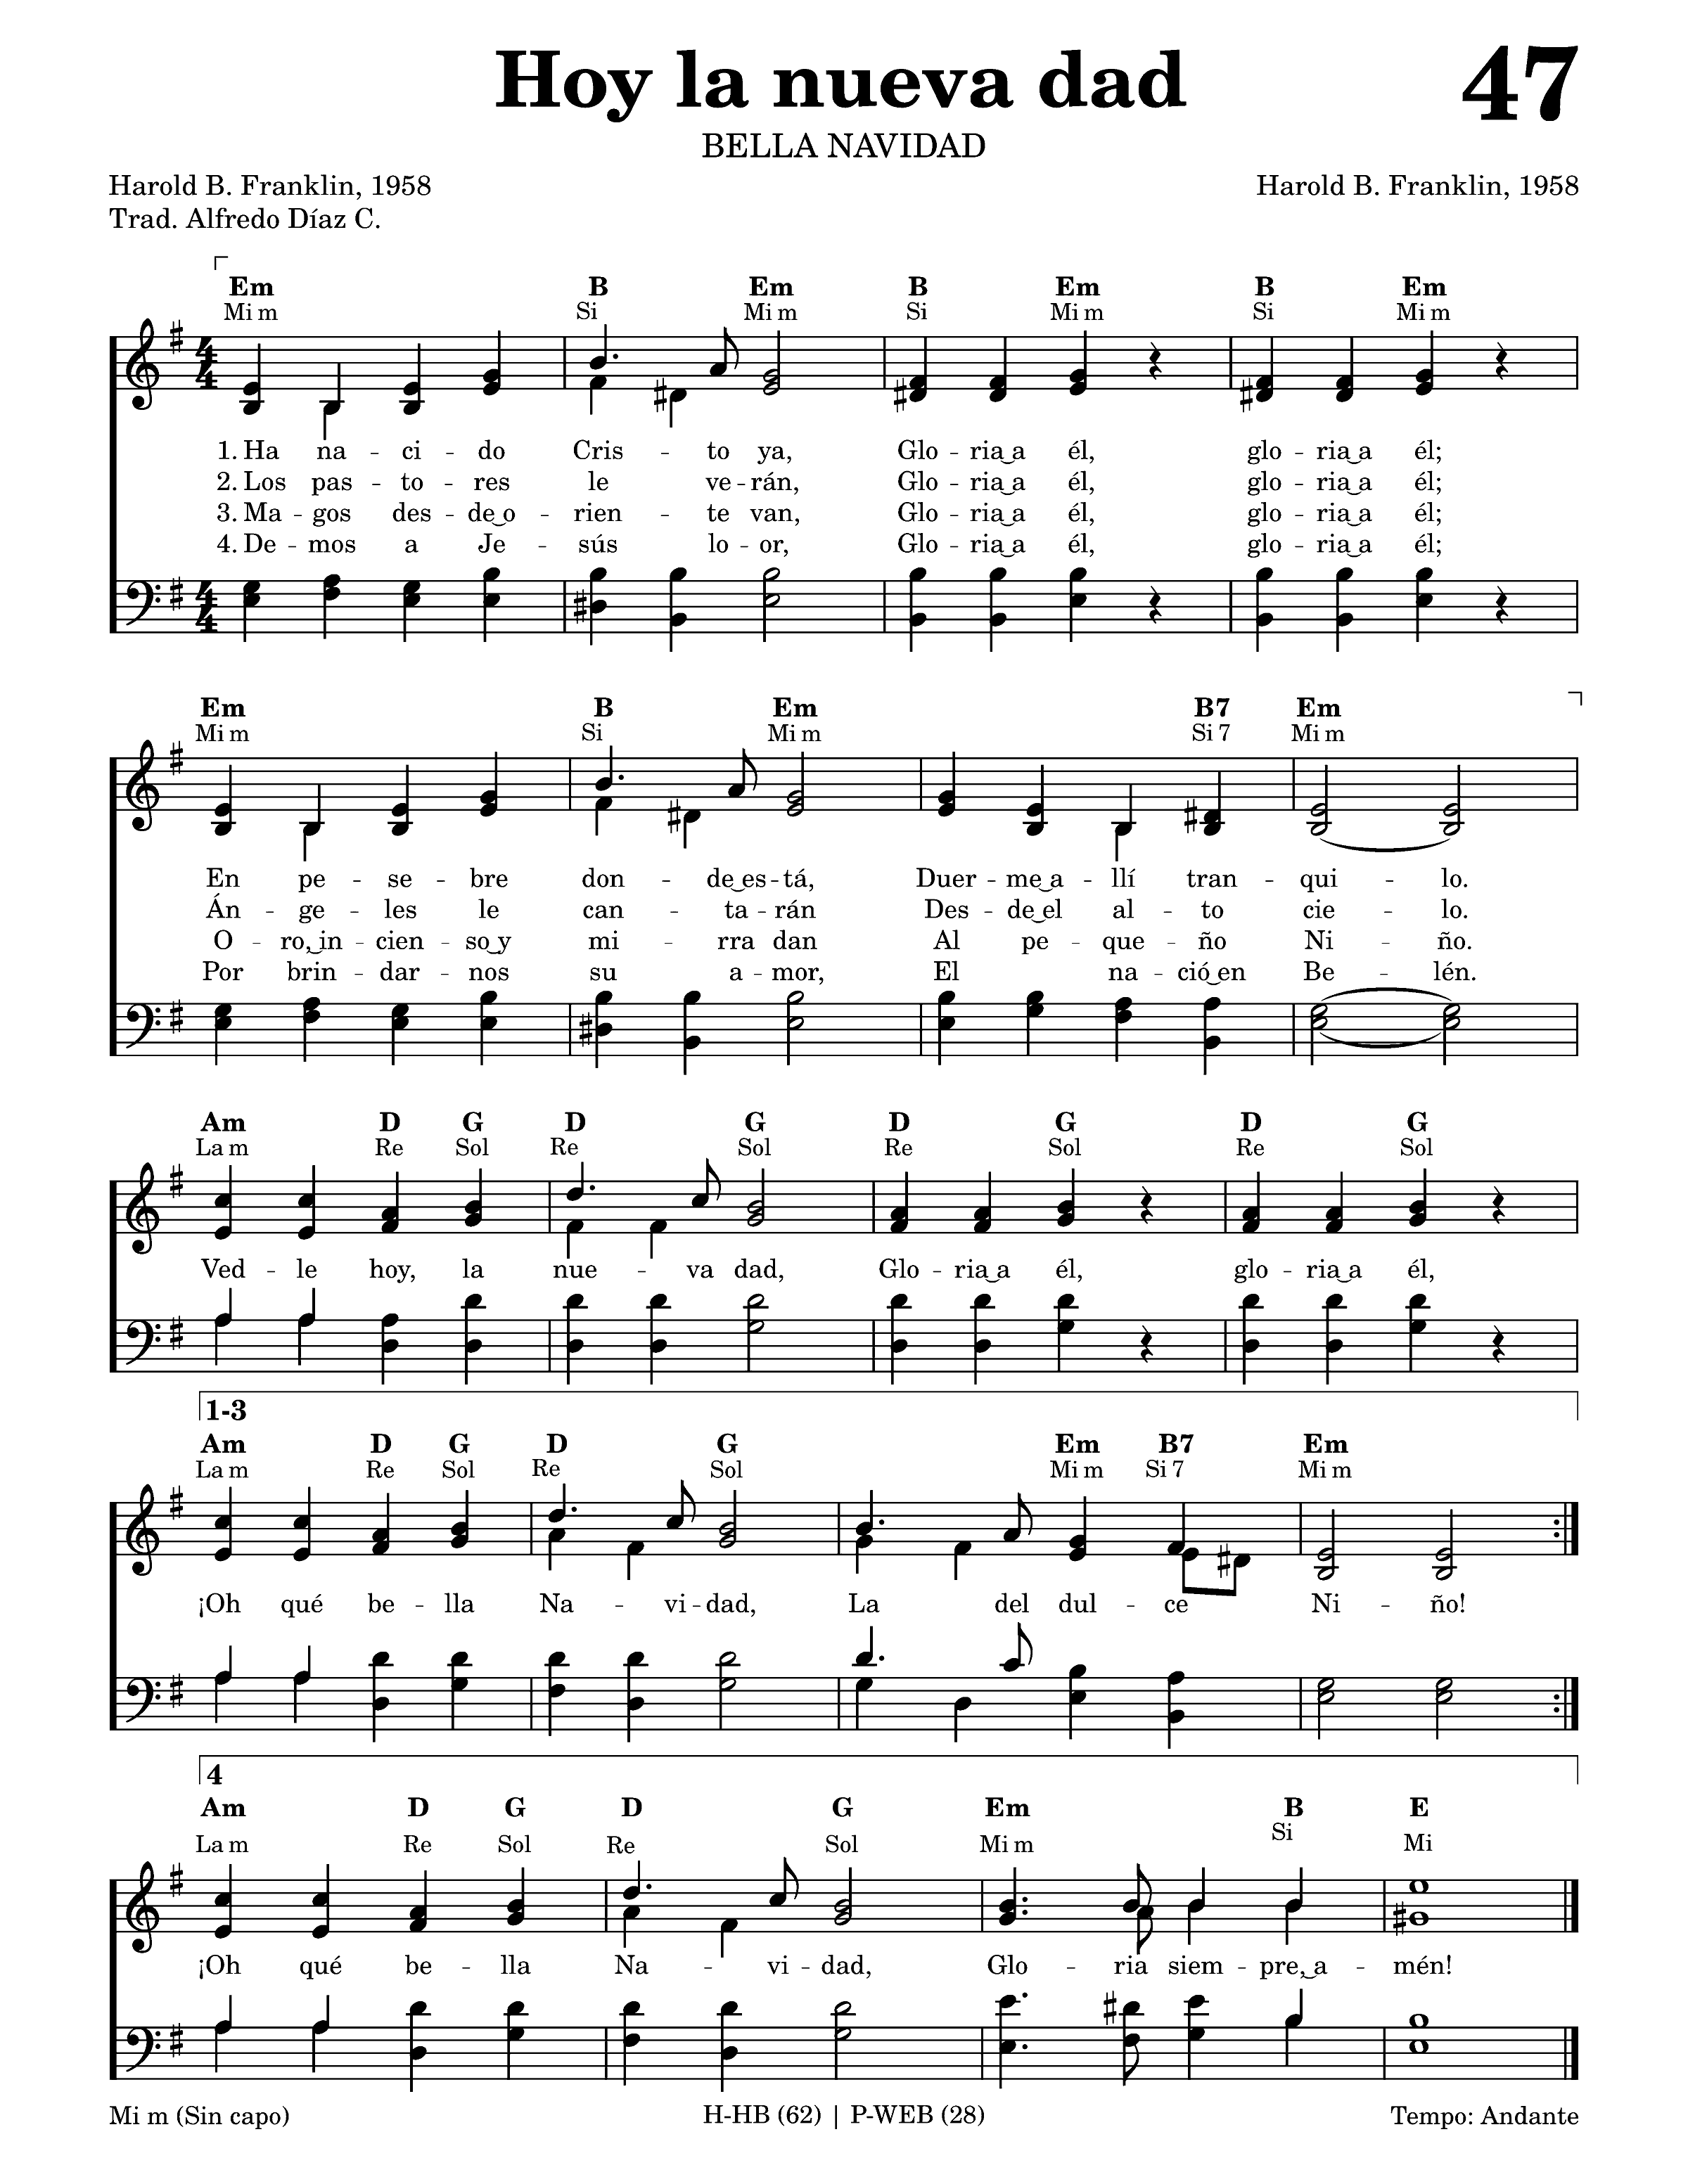 Hoy la nueva dad 47
BELLA NAVIDAD
Harold B. Franklin, 1958 Harold B. Franklin, 1958
Trad. Alfredo Díaz C.
Em B Em B Em B Em
Mi m Si Mi m Si Mi m Si Mi m
1. Ha na - ci - do Cris - to ya, Glo - ria‿a él, glo - ria‿a él;
2. Los pas - to - res le ve - rán, Glo - ria‿a él, glo - ria‿a él;
3. Ma - gos des - de‿o - rien - te van, Glo - ria‿a él, glo - ria‿a él;
4. De - mos a Je - sús lo - or, Glo - ria‿a él, glo - ria‿a él;
Em B Em B7 Em
Mi m Si Mi m Si 7 Mi m
En pe - se - bre don - de‿es - tá, Duer - me‿a - llí tran - qui - lo.
Án - ge - les le can - ta - rán Des - de‿el al - to cie - lo.
O - ro,‿in - cien - so‿y mi - rra dan Al pe - que - ño Ni - ño.
Por brin - dar - nos su a - mor, El na - ció‿en Be - lén.
Am D G D G D G D G
La m Re Sol Re Sol Re Sol Re Sol
Ved - le hoy, la nue - va dad, Glo - ria‿a él, glo - ria‿a él,
1-3
Am D G D G Em B7 Em
La m Re Sol Re Sol Mi m Si 7 Mi m
¡Oh qué be - lla Na - vi - dad, La del dul - ce Ni - ño!
4
Am D G D G Em B E
La m Re Sol Re Sol Mi m Si Mi
¡Oh qué be - lla Na - vi - dad, Glo - ria siem - pre,‿a - mén!
Mi m (Sin capo) H-HB (62) | P-WEB (28) Tempo: Andante